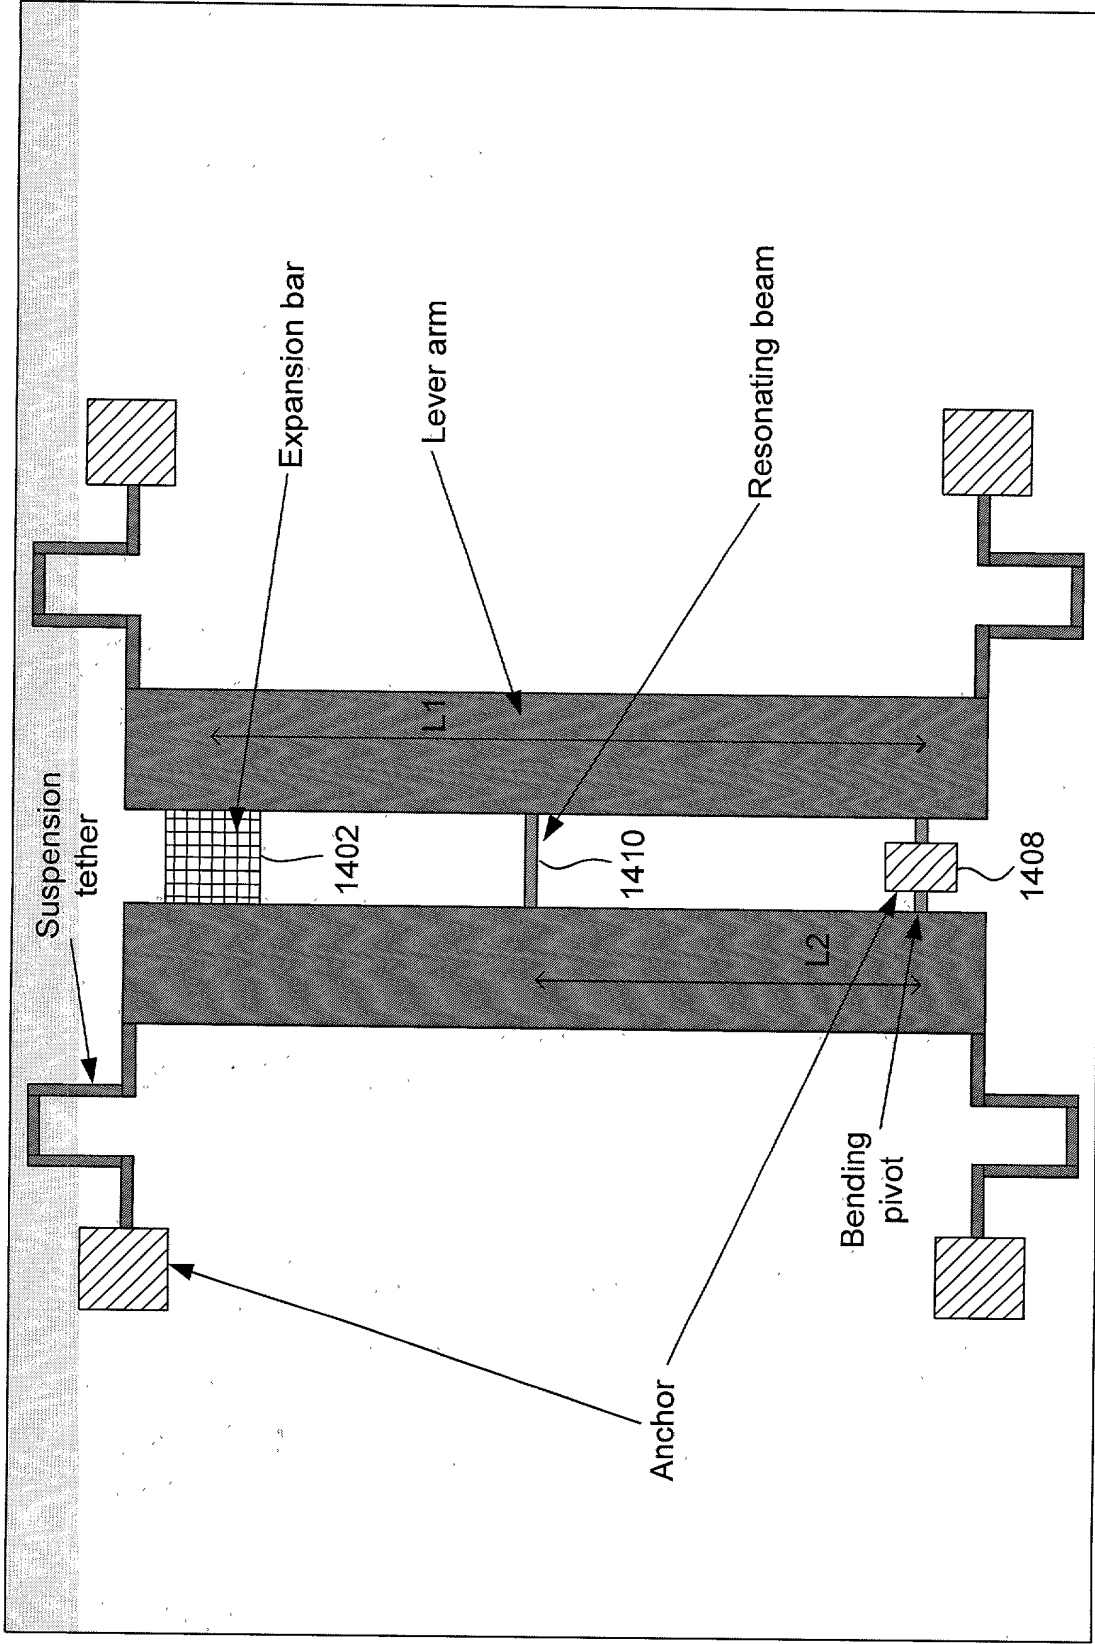 Suspension
tether
Expansion bar
1402
Lever arm
L1
1410
Resonating beam
L2
1408
Bending
pivot
Anchor